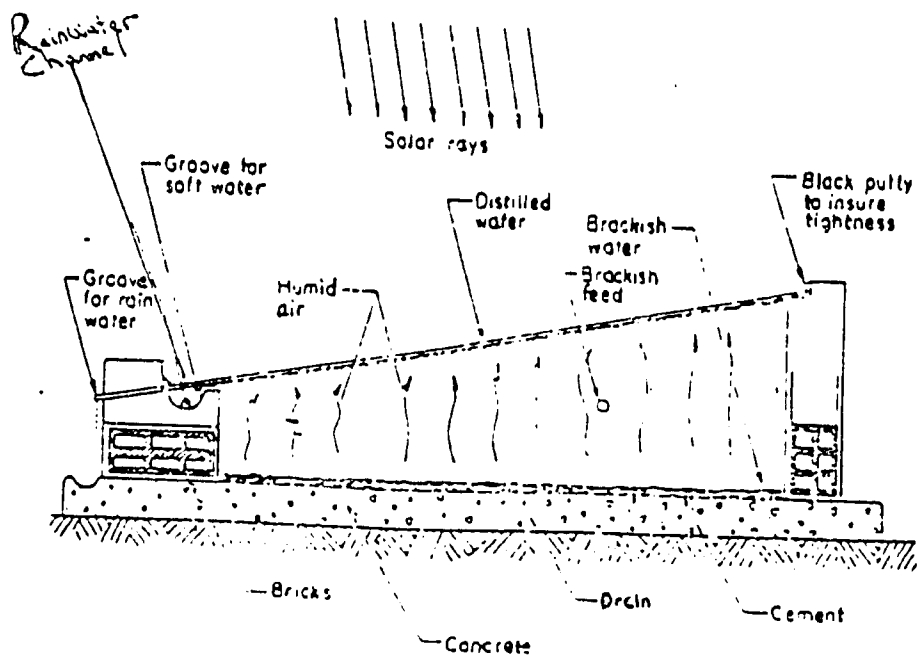 Rainwater
Channel
Solar rays
Groove for
soft water
Distilled
water
Brackish
water
Black putty
to insure
tightness
Groove
for rain
water
Humid
air
Brackish
feed
Bricks
Drain
Cement
Concrete